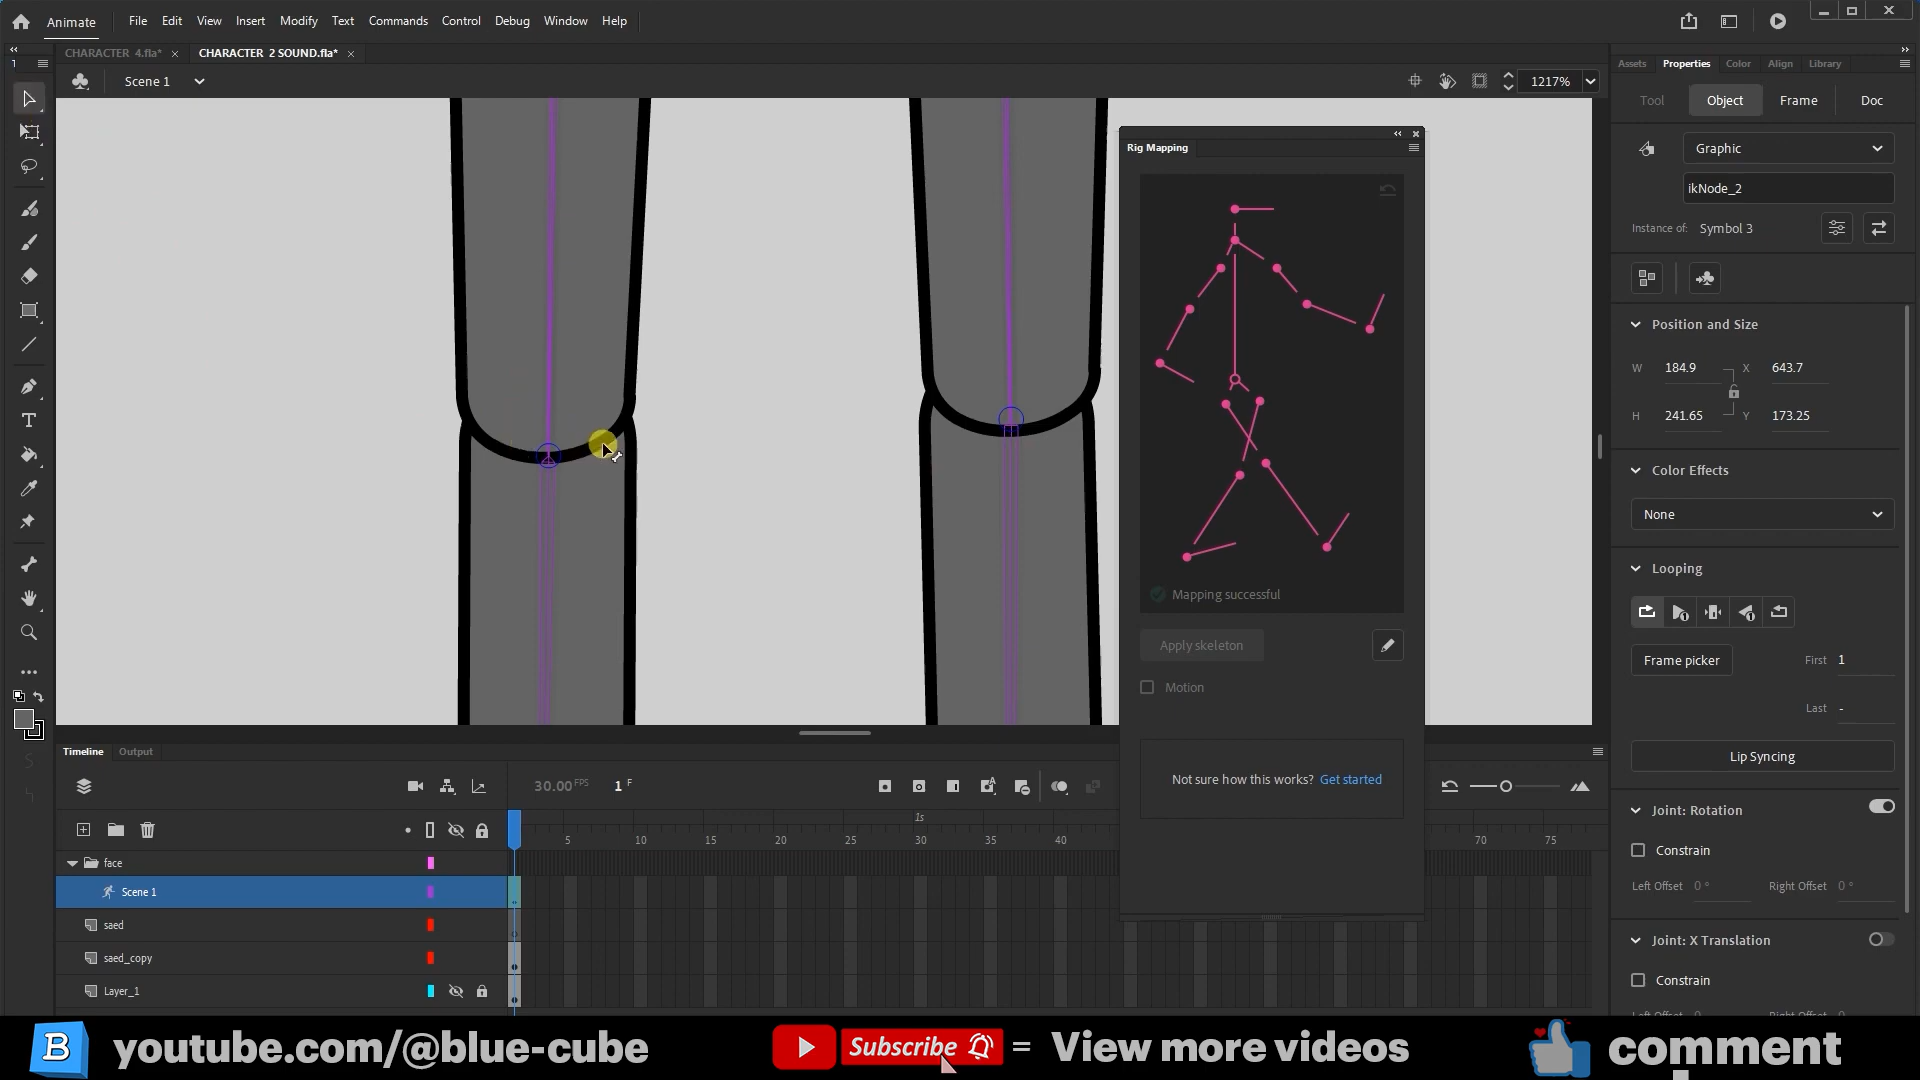 Animate
File Edit View Insert Modify Text Commands Control Debug Window Help
CHARACTER 4.fla* × CHARACTER 2 SOUND.fla* ×
Scene 1
1217%
Assets Properties Color Align Library
Tool Object Frame Doc
Graphic
ikNode_2
Instance of: Symbol 3
Position and Size
W 184.9 X 643.7
H 241.65 Y 173.25
Color Effects
None
Looping
Frame picker First 1
Last -
Lip Syncing
Joint: Rotation
Constrain
Left Offset 0 ° Right Offset 0 °
Joint: X Translation
Constrain
Rig Mapping
Mapping successful
Apply skeleton
Motion
Not sure how this works? Get started
Timeline Output
30.00 FPS 1 F
1s
5 10 15 20 25 30 35 40 70 75
face
Scene 1
saed
saed_copy
Layer_1
B youtube.com/@blue-cube Subscribe = View more videos comment